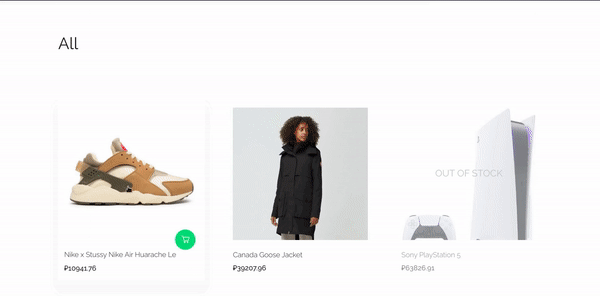 All
OUT OF STOCK
Nike x Stussy Nike Air Huarache Le
₽10941.76
Canada Goose Jacket
₽39207.96
Sony PlayStation 5
₽63826.91